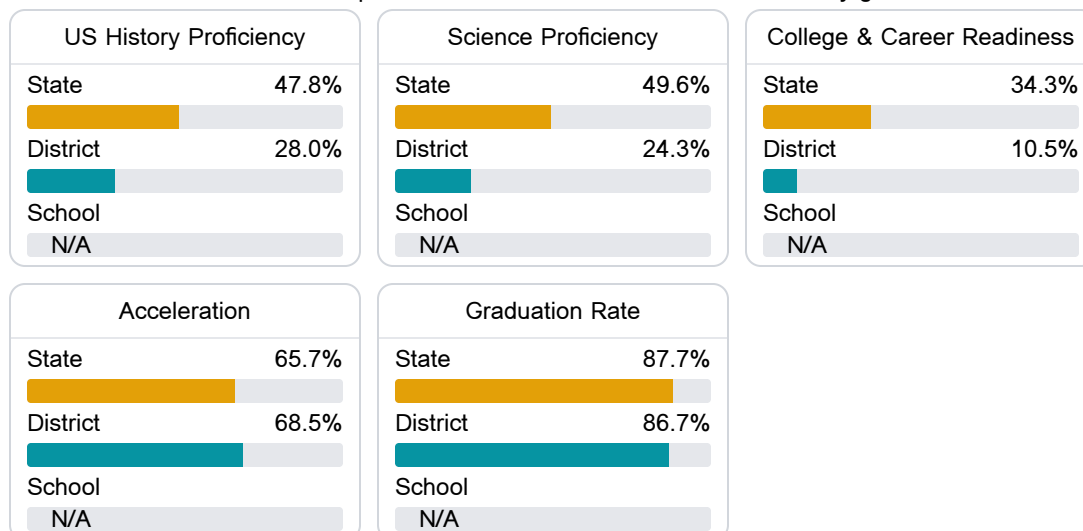 US History Proficiency
State 47.8%
District 28.0%
School
N/A
Science Proficiency
State 49.6%
District 24.3%
School
N/A
College & Career Readiness
State 34.3%
District 10.5%
School
N/A
Acceleration
State 65.7%
District 68.5%
School
N/A
Graduation Rate
State 87.7%
District 86.7%
School
N/A